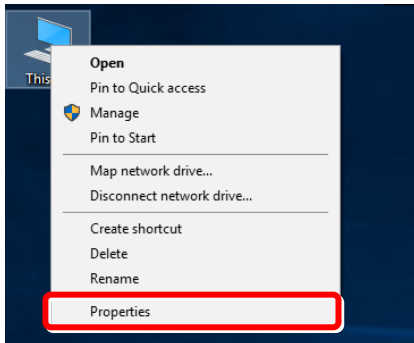 This
Open
Pin to Quick access
Manage
Pin to Start
Map network drive...
Disconnect network drive...
Create shortcut
Delete
Rename
Properties